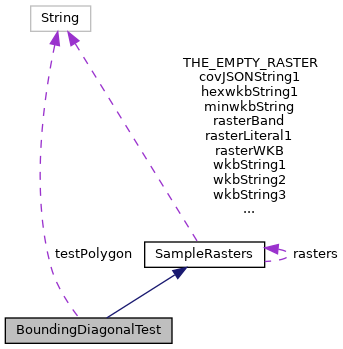 String
THE_EMPTY_RASTER
covJSONString1
hexwkbString1
minwkbString
rasterBand
rasterLiteral1
rasterWKB
wkbString1
wkbString2
wkbString3
...
testPolygon
SampleRasters
rasters
BoundingDiagonalTest